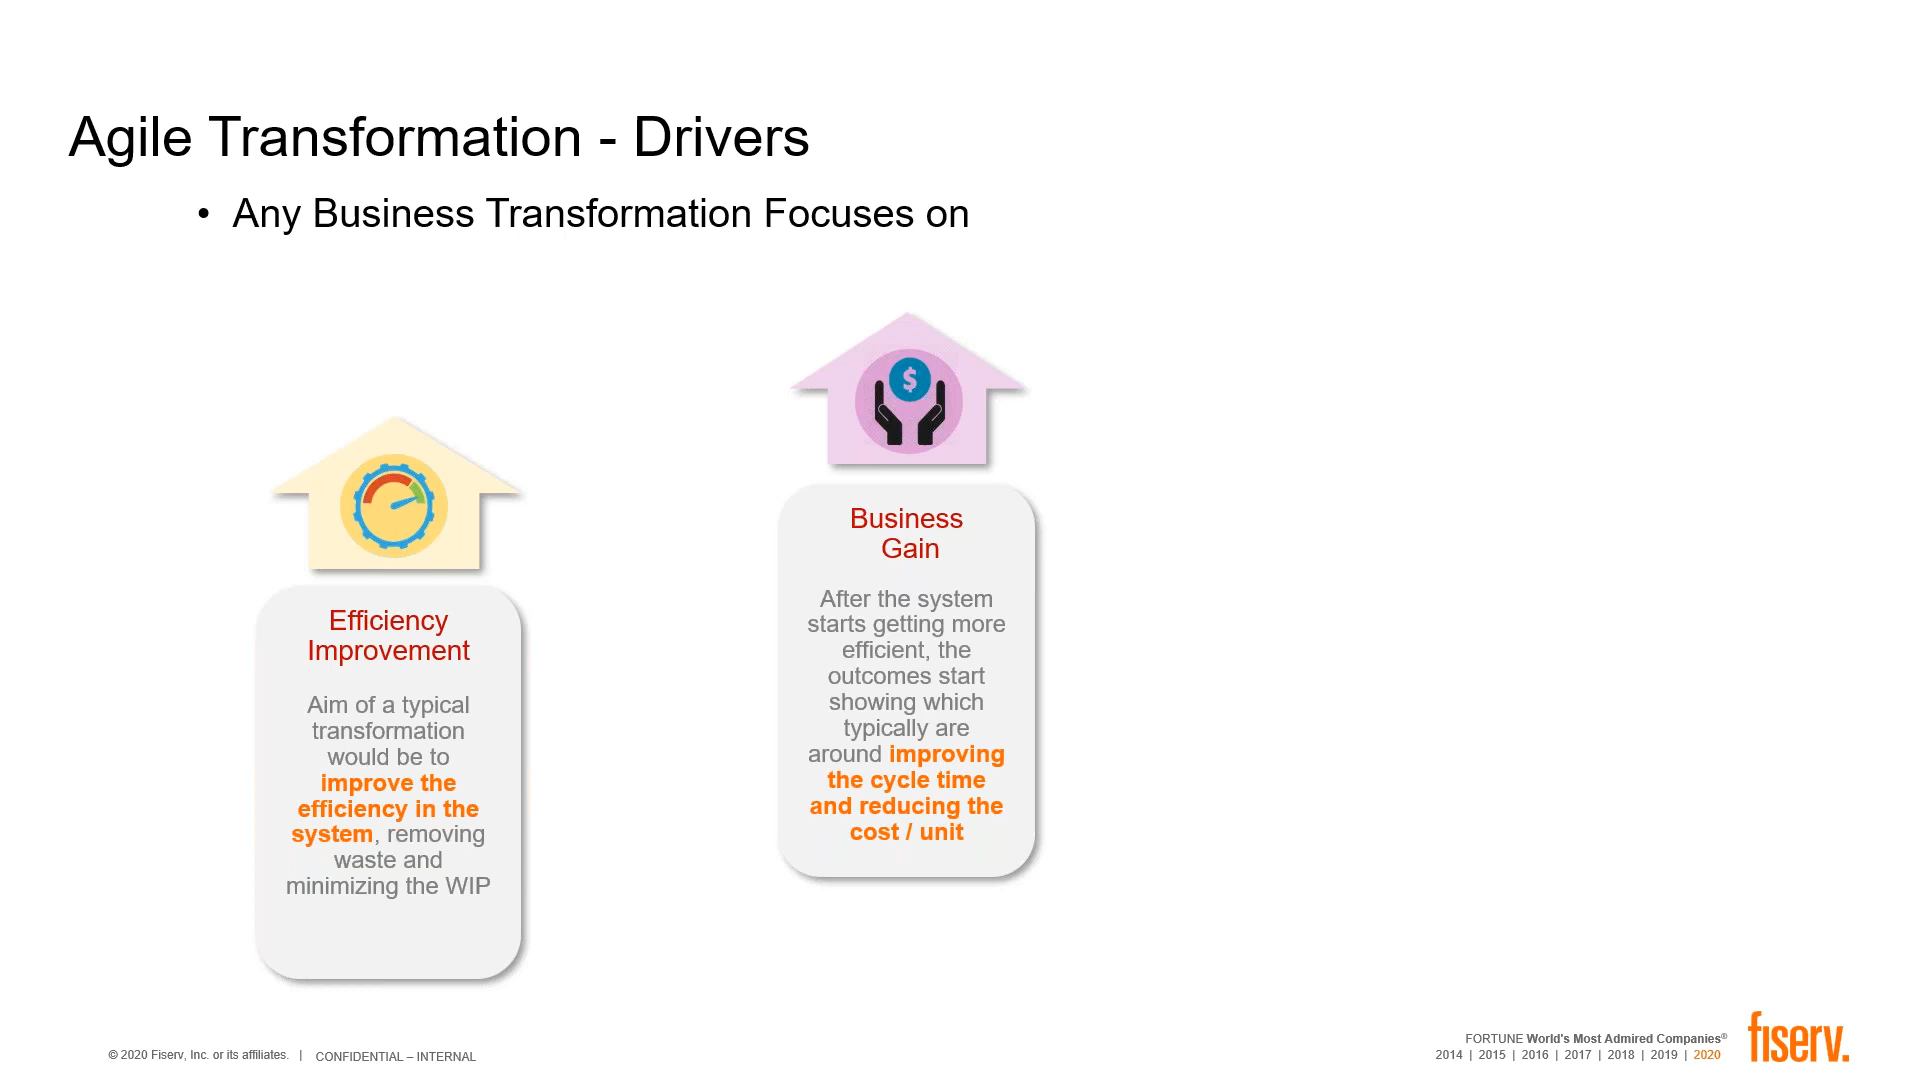 Agile Transformation - Drivers
• Any Business Transformation Focuses on
$
Efficiency
Improvement
Aim of a typical
transformation
would be to
improve the
efficiency in the
system, removing
waste and
minimizing the WIP
Business
Gain
After the system
starts getting more
efficient, the
outcomes start
showing which
typically are
around improving
the cycle time
and reducing the
cost / unit
© 2020 Fiserv, Inc. or its affiliates. | CONFIDENTIAL – INTERNAL
FORTUNE World's Most Admired Companies®
2014 | 2015 | 2016 | 2017 | 2018 | 2019 | 2020
fiserv.